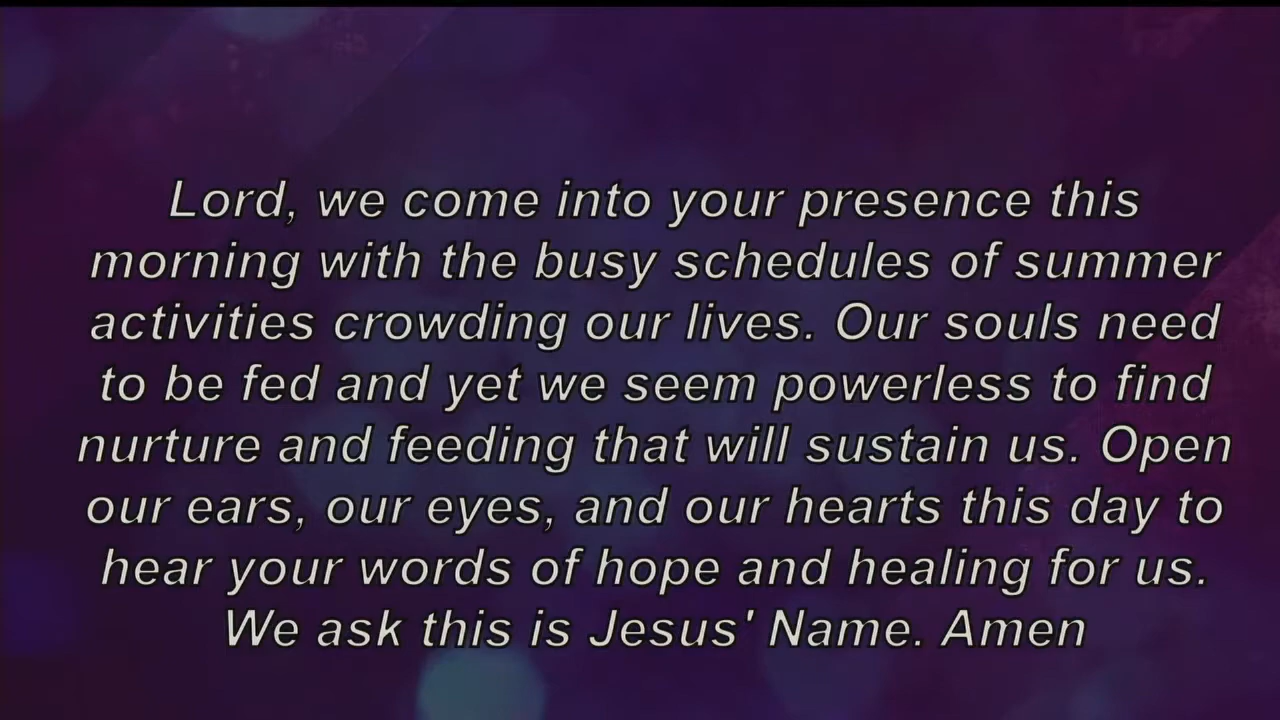 Lord, we come into your presence this
morning with the busy schedules of summer
activities crowding our lives. Our souls need
to be fed and yet we seem powerless to find
nurture and feeding that will sustain us. Open
our ears, our eyes, and our hearts this day to
hear your words of hope and healing for us.
We ask this is Jesus' Name. Amen